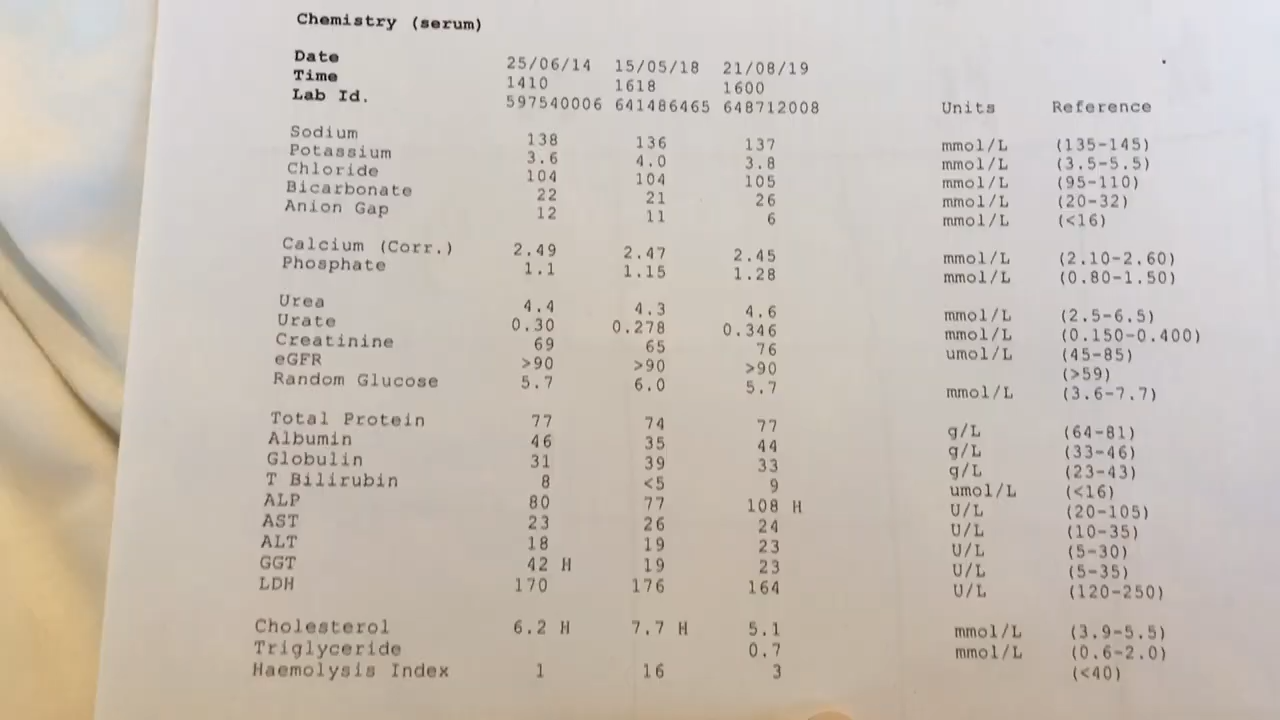 Chemistry (serum)
Date 25/06/14 15/05/18 21/08/19
Time 1410 1618 1600
Lab Id. 597540006 641486465 648712008 Units Reference
Sodium 138 136 137 mmol/L (135-145)
Potassium 3.6 4.0 3.8 mmol/L (3.5-5.5)
Chloride 104 104 105 mmol/L (95-110)
Bicarbonate 22 21 26 mmol/L (20-32)
Anion Gap 12 11 6 mmol/L (<16)
Calcium (Corr.) 2.49 2.47 2.45 mmol/L (2.10-2.60)
Phosphate 1.1 1.15 1.28 mmol/L (0.80-1.50)
Urea 4.4 4.3 4.6 mmol/L (2.5-6.5)
Urate 0.30 0.278 0.346 mmol/L (0.150-0.400)
Creatinine 69 65 76 umol/L (45-85)
eGFR >90 >90 >90 (>59)
Random Glucose 5.7 6.0 5.7 mmol/L (3.6-7.7)
Total Protein 77 74 77 g/L (64-81)
Albumin 46 35 44 g/L (33-46)
Globulin 31 39 33 g/L (23-43)
T Bilirubin 8 <5 9 umol/L (<16)
ALP 80 77 108 H U/L (20-105)
AST 23 26 24 U/L (10-35)
ALT 18 19 23 U/L (5-30)
GGT 42 H 19 23 U/L (5-35)
LDH 170 176 164 U/L (120-250)
Cholesterol 6.2 H 7.7 H 5.1 mmol/L (3.9-5.5)
Triglyceride 0.7 mmol/L (0.6-2.0)
Haemolysis Index 1 16 3 (<40)